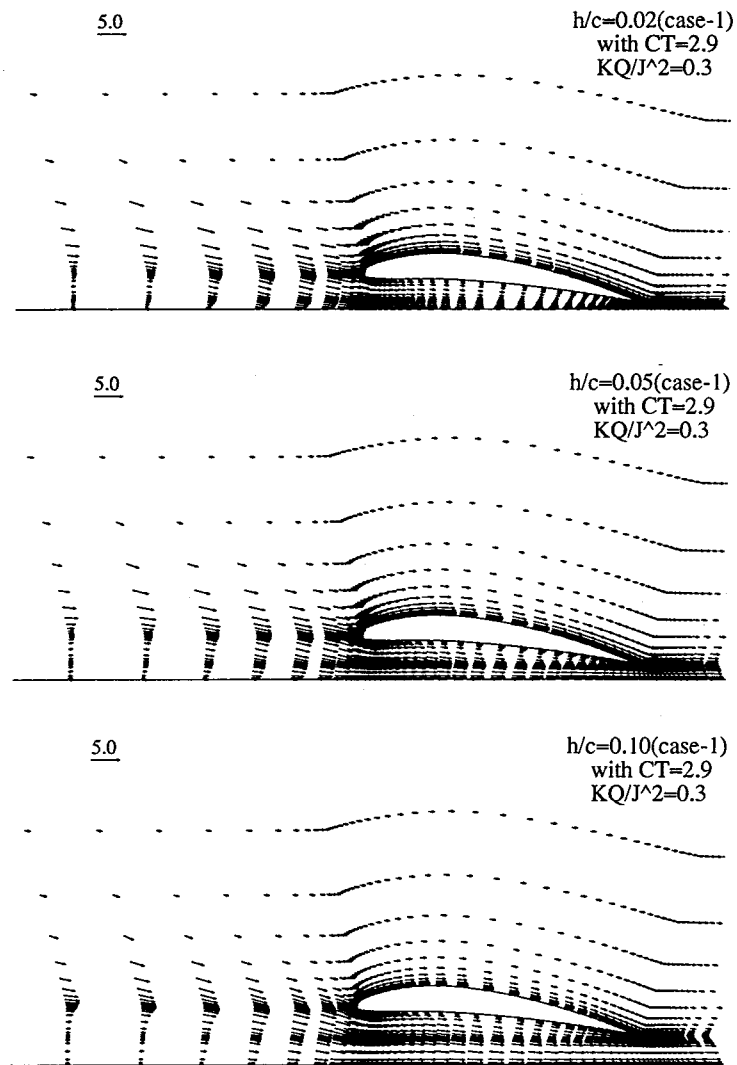 5.0
h/c=0.02(case-1)
with CT=2.9
KQ/J^2=0.3
5.0
h/c=0.05(case-1)
with CT=2.9
KQ/J^2=0.3
5.0
h/c=0.10(case-1)
with CT=2.9
KQ/J^2=0.3